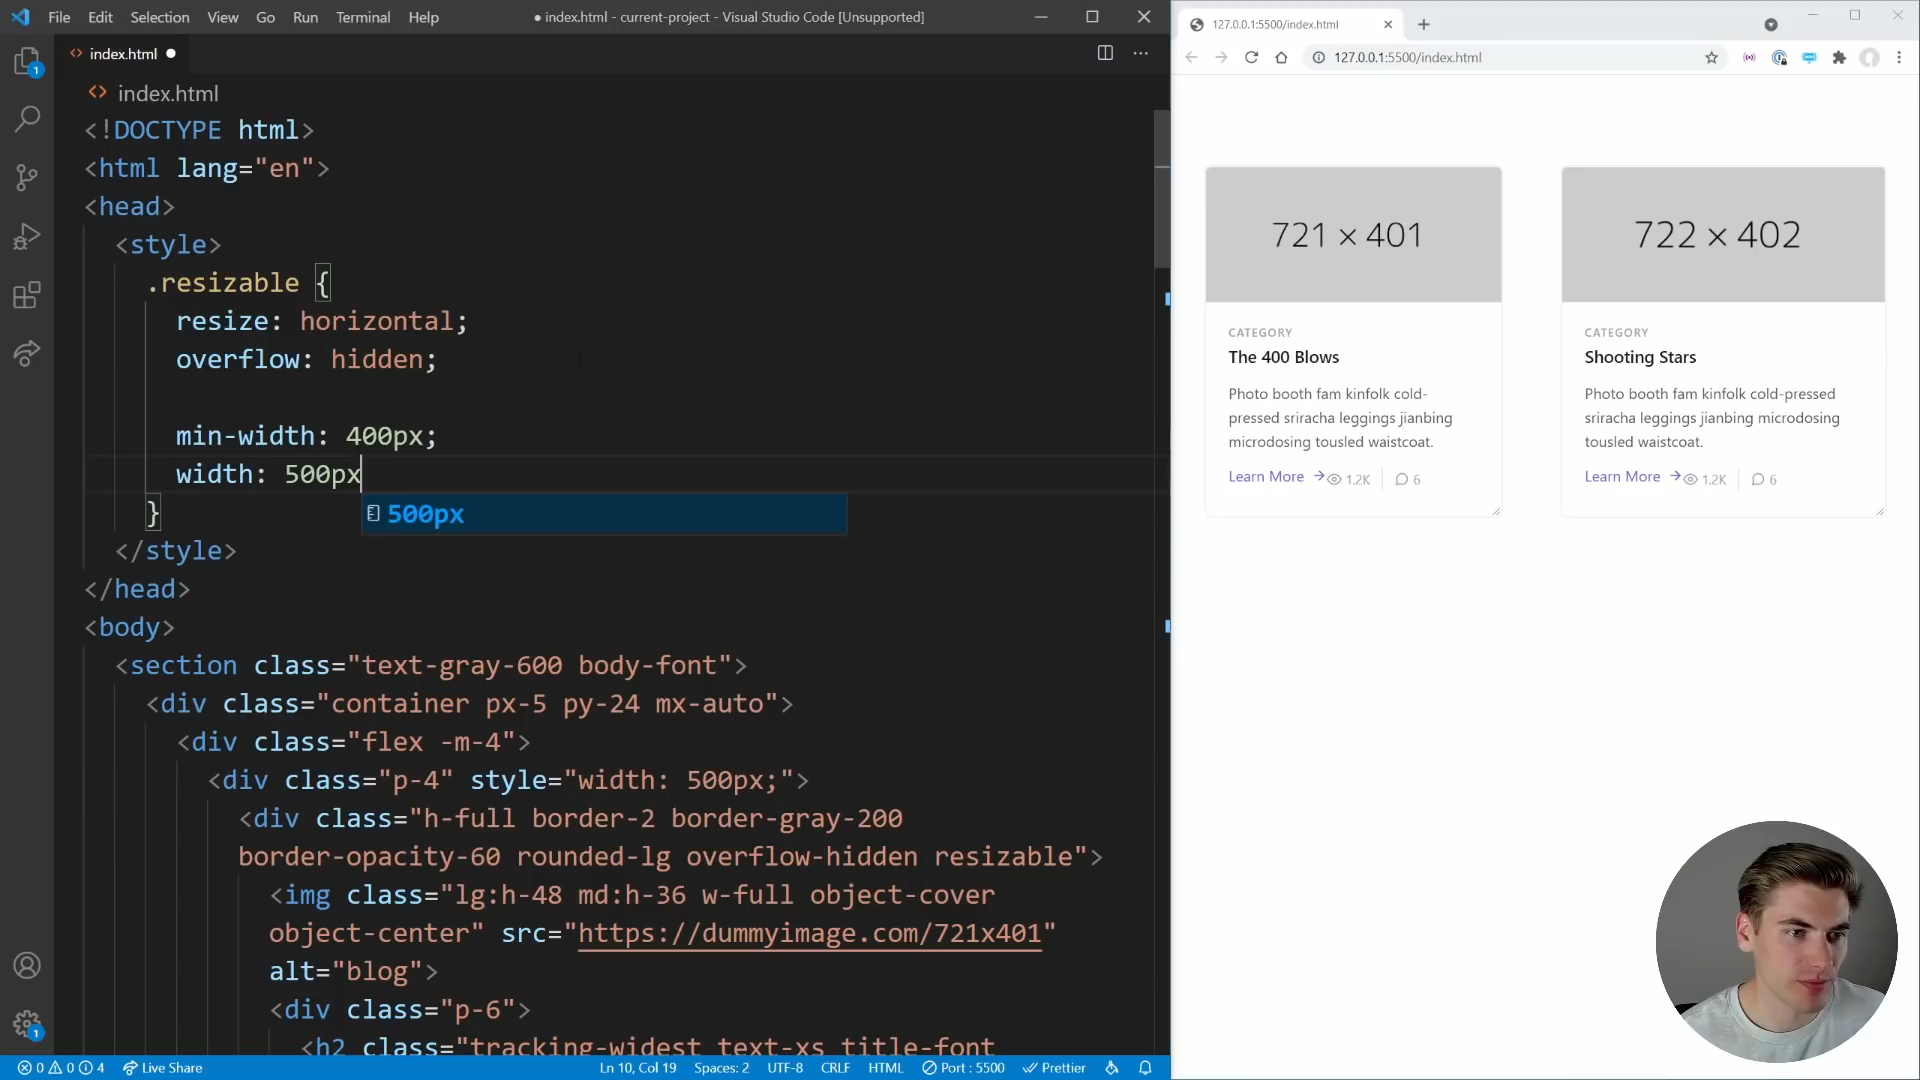 File Edit Selection View Go Run Terminal Help
● index.html - current-project - Visual Studio Code [Unsupported]
index.html
index.html
<!DOCTYPE html>
<html lang="en">
<head>
<style>
.resizable {
resize: horizontal;
overflow: hidden;
min-width: 400px;
width: 500px
500px
}
</style>
</head>
<body>
<section class="text-gray-600 body-font">
<div class="container px-5 py-24 mx-auto">
<div class="flex -m-4">
<div class="p-4" style="width: 500px;">
<div class="h-full border-2 border-gray-200
border-opacity-60 rounded-lg overflow-hidden resizable">
<img class="lg:h-48 md:h-36 w-full object-cover
object-center" src="https://dummyimage.com/721x401"
alt="blog">
<div class="p-6">
<h2 class="tracking-widest text-xs title-font
1
1
0 0 4 Live Share
Ln 10, Col 19 Spaces: 2 UTF-8 CRLF HTML Port : 5500 Prettier
127.0.0.1:5500/index.html
127.0.0.1:5500/index.html
721 × 401
CATEGORY
The 400 Blows
Photo booth fam kinfolk cold-
pressed sriracha leggings jianbing
microdosing tousled waistcoat.
Learn More → 1.2K 6
722 × 402
CATEGORY
Shooting Stars
Photo booth fam kinfolk cold-pressed
sriracha leggings jianbing microdosing
tousled waistcoat.
Learn More → 1.2K 6